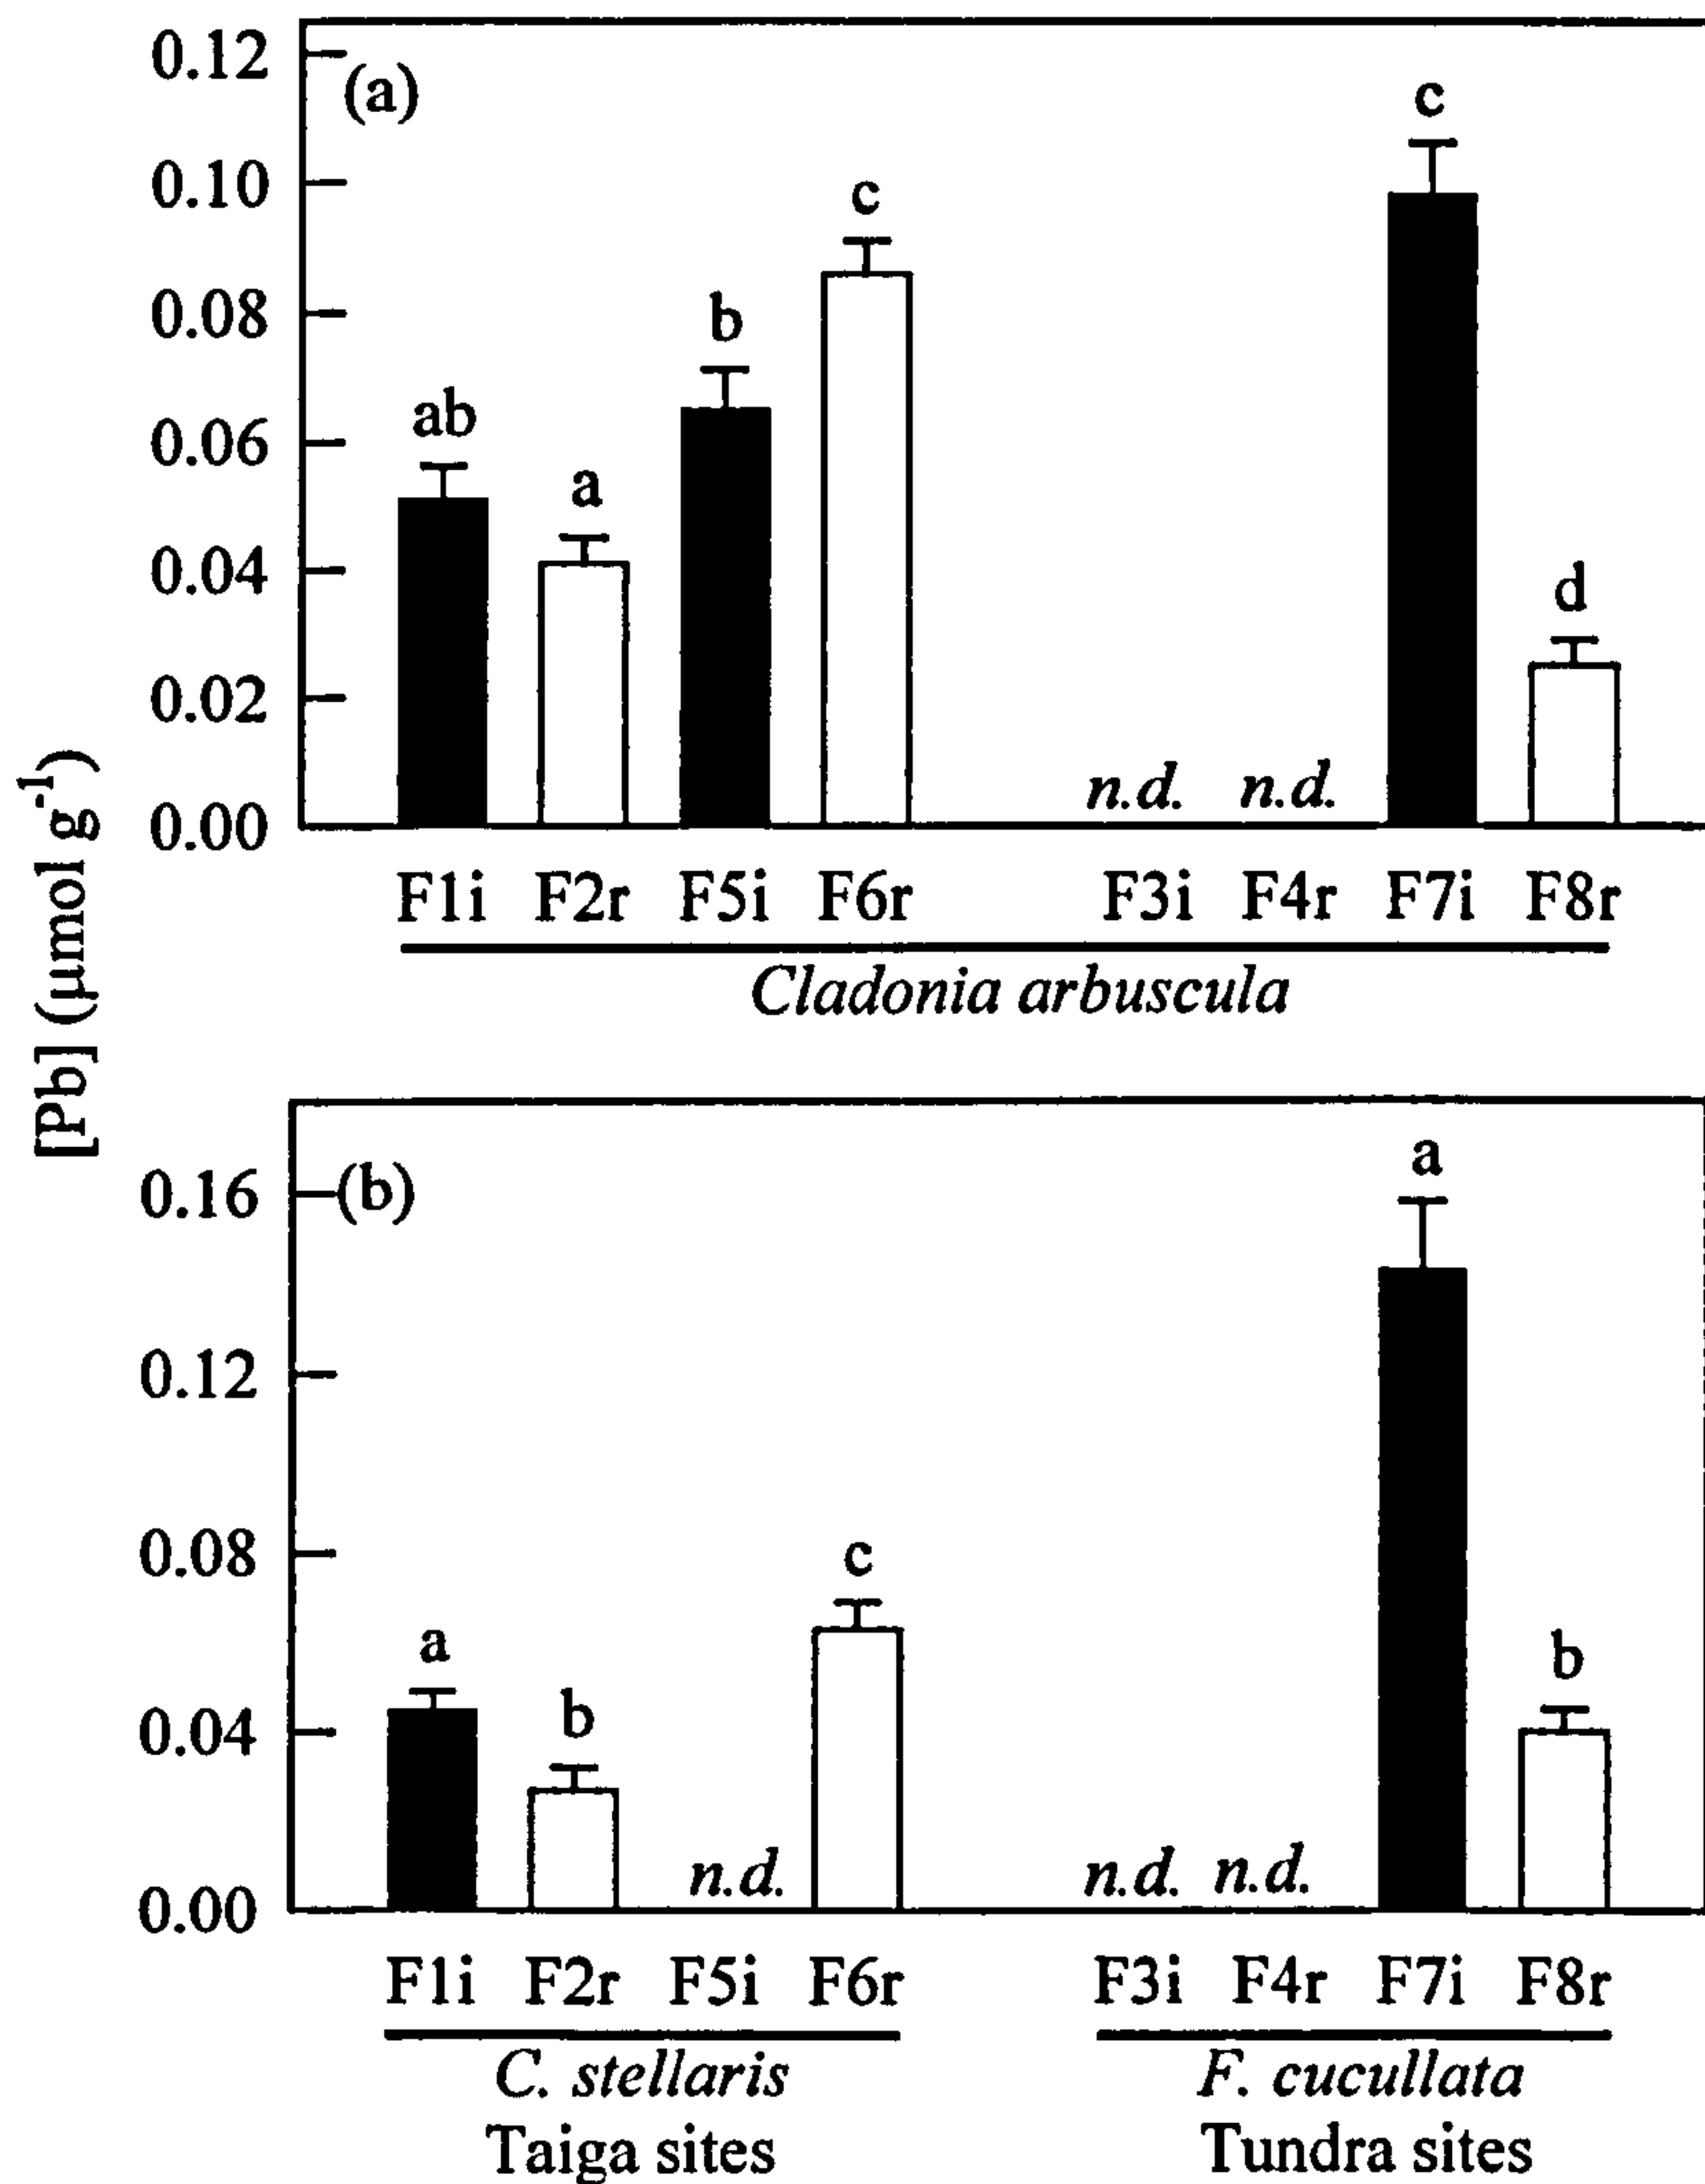 [Pb] (µmol g-1)
0.12
(a)
c
0.10
c
0.08
b
0.06
ab
a
0.04
d
0.02
n.d. n.d.
0.00
F1i F2r F5i F6r F3i F4r F7i F8r
Cladonia arbuscula
a
0.16
(b)
0.12
0.08
c
a
b
b
0.04
n.d. n.d. n.d.
0.00
F1i F2r F5i F6r F3i F4r F7i F8r
C. stellaris F. cucullata
Taiga sites Tundra sites